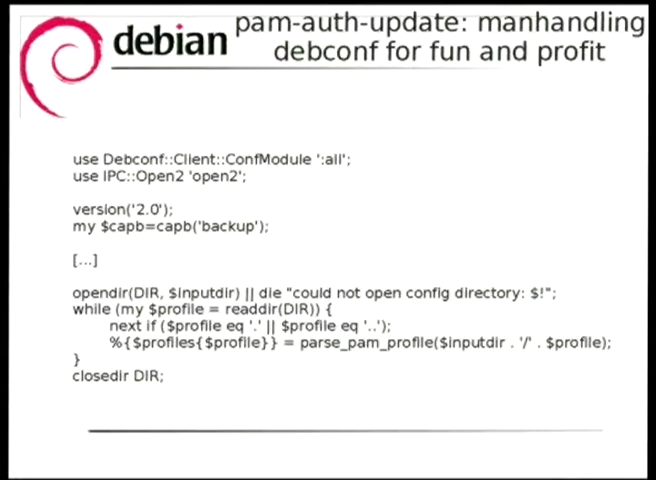 pam-auth-update: manhandling
debconf for fun and profit
debian
use Debconf::Client::ConfModule ':all';
use IPC::Open2 'open2';
version('2.0');
my $capb=capb('backup');
[...]
opendir(DIR, $inputdir) || die "could not open config directory: $!";
while (my $profile = readdir(DIR)) {
next if ($profile eq '.' || $profile eq '..');
%{$profiles{$profile}} = parse_pam_profile($inputdir . '/' . $profile);
}
closedir DIR;